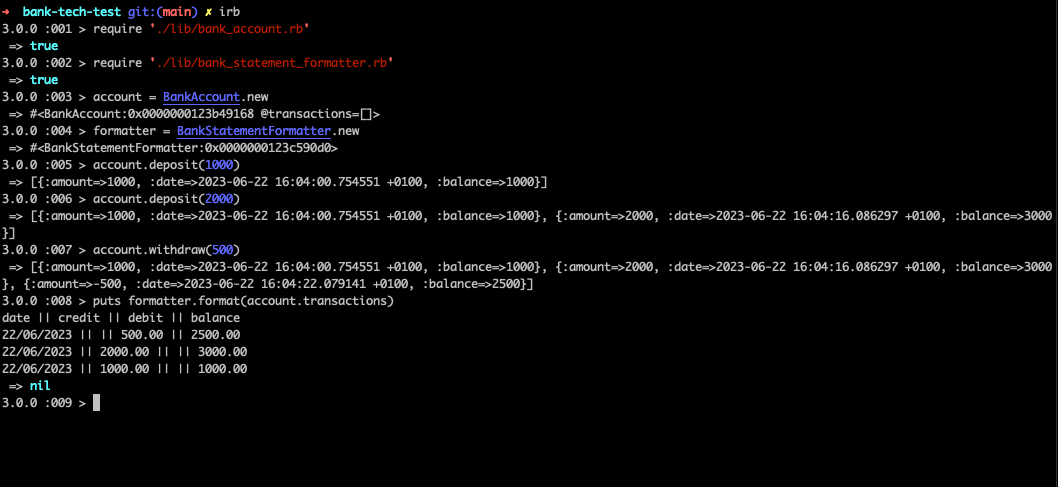 → bank-tech-test git:(main) ✗ irb
3.0.0 :001 > require './lib/bank_account.rb'
 => true
3.0.0 :002 > require './lib/bank_statement_formatter.rb'
 => true
3.0.0 :003 > account = BankAccount.new
 => #<BankAccount:0x0000000123b49168 @transactions=[]>
3.0.0 :004 > formatter = BankStatementFormatter.new
 => #<BankStatementFormatter:0x0000000123c590d0>
3.0.0 :005 > account.deposit(1000)
 => [{:amount=>1000, :date=>2023-06-22 16:04:00.754551 +0100, :balance=>1000}]
3.0.0 :006 > account.deposit(2000)
 => [{:amount=>1000, :date=>2023-06-22 16:04:00.754551 +0100, :balance=>1000}, {:amount=>2000, :date=>2023-06-22 16:04:16.086297 +0100, :balance=>3000
}]
3.0.0 :007 > account.withdraw(500)
 => [{:amount=>1000, :date=>2023-06-22 16:04:00.754551 +0100, :balance=>1000}, {:amount=>2000, :date=>2023-06-22 16:04:16.086297 +0100, :balance=>3000
}, {:amount=>-500, :date=>2023-06-22 16:04:22.079141 +0100, :balance=>2500}]
3.0.0 :008 > puts formatter.format(account.transactions)
date || credit || debit || balance
22/06/2023 || || 500.00 || 2500.00
22/06/2023 || 2000.00 || || 3000.00
22/06/2023 || 1000.00 || || 1000.00
 => nil
3.0.0 :009 >